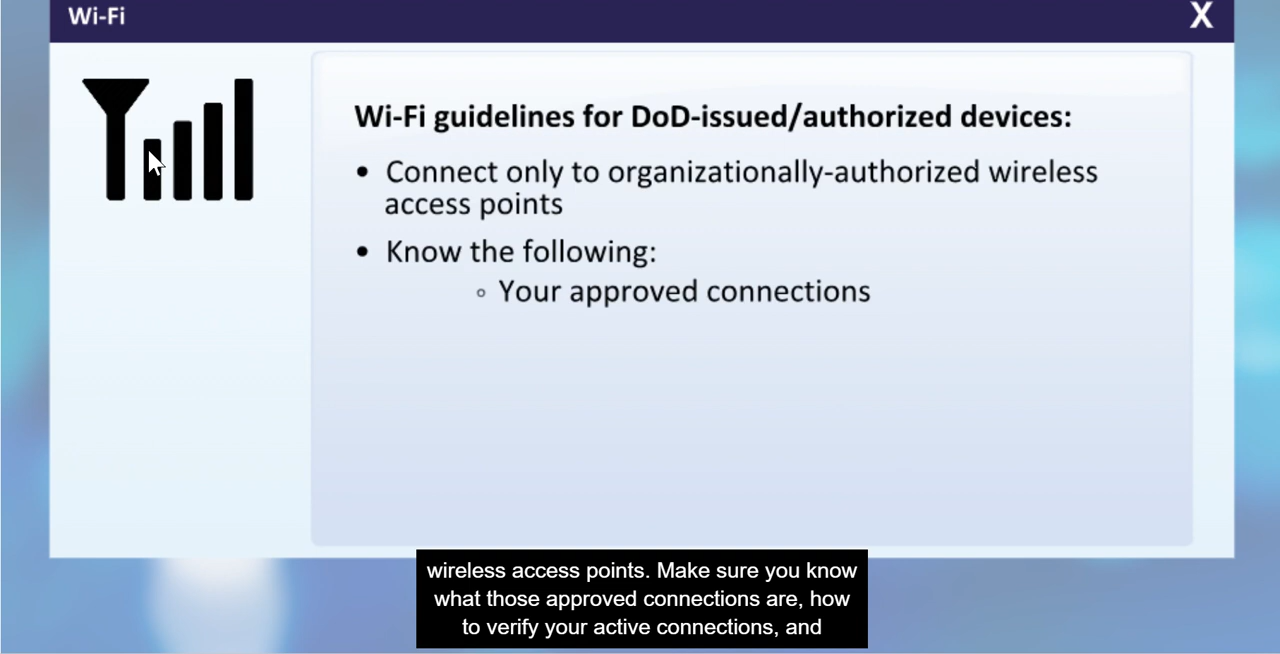 Wi-Fi
X
Wi-Fi guidelines for DoD-issued/authorized devices:
• Connect only to organizationally-authorized wireless
access points
• Know the following:
◦ Your approved connections
wireless access points. Make sure you know
what those approved connections are, how
to verify your active connections, and